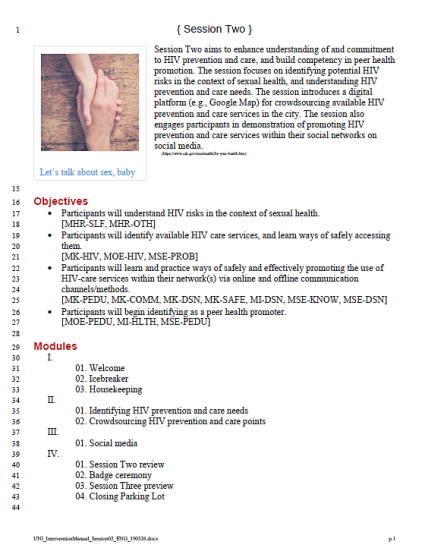 1 { Session Two }
Session Two aims to enhance understanding of and commitment
to HIV prevention and care, and build competency in peer health
promotion. The session focuses on identifying potential HIV
risks in the context of sexual health, and understanding HIV
prevention and care needs. The session introduces a digital
platform (e.g., Google Map) for crowdsourcing available HIV
prevention and care services in the city. The session also
engages participants in demonstration of promoting HIV
prevention and care services within their social networks on
social media.
Let's talk about sex, baby
15
16 Objectives
17 • Participants will understand HIV risks in the context of sexual health.
18 [MHR-SLF, MHR-OTH]
19 • Participants will identify available HIV care services, and learn ways of safely accessing
20 them.
21 [MK-HIV, MOE-HIV, MSE-PROB]
22 • Participants will learn and practice ways of safely and effectively promoting the use of
23 HIV-care services within their network(s) via online and offline communication
24 channels/methods.
25 [MK-PEDU, MK-COMM, MK-DSN, MK-SAFE, MI-DSN, MSE-KNOW, MSE-DSN]
26 • Participants will begin identifying as a peer health promoter.
27 [MOE-PEDU, MI-HLTH, MSE-PEDU]
28
29 Modules
30 I.
31 01. Welcome
32 02. Icebreaker
33 03. Housekeeping
34 II.
35 01. Identifying HIV prevention and care needs
36 02. Crowdsourcing HIV prevention and care points
37 III.
38 01. Social media
39 IV.
40 01. Session Two review
41 02. Badge ceremony
42 03. Session Three preview
43 04. Closing Parking Lot
44
UNI_InterventionManual_Session02_ENG_190326.docx p.1